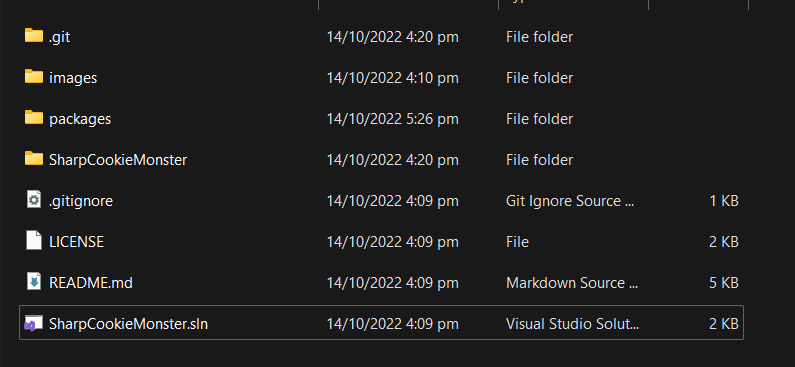 .git 14/10/2022 4:20 pm File folder
images 14/10/2022 4:10 pm File folder
packages 14/10/2022 5:26 pm File folder
SharpCookieMonster 14/10/2022 4:20 pm File folder
.gitignore 14/10/2022 4:09 pm Git Ignore Source ... 1 KB
LICENSE 14/10/2022 4:09 pm File 2 KB
README.md 14/10/2022 4:09 pm Markdown Source ... 5 KB
SharpCookieMonster.sln 14/10/2022 4:09 pm Visual Studio Solut... 2 KB